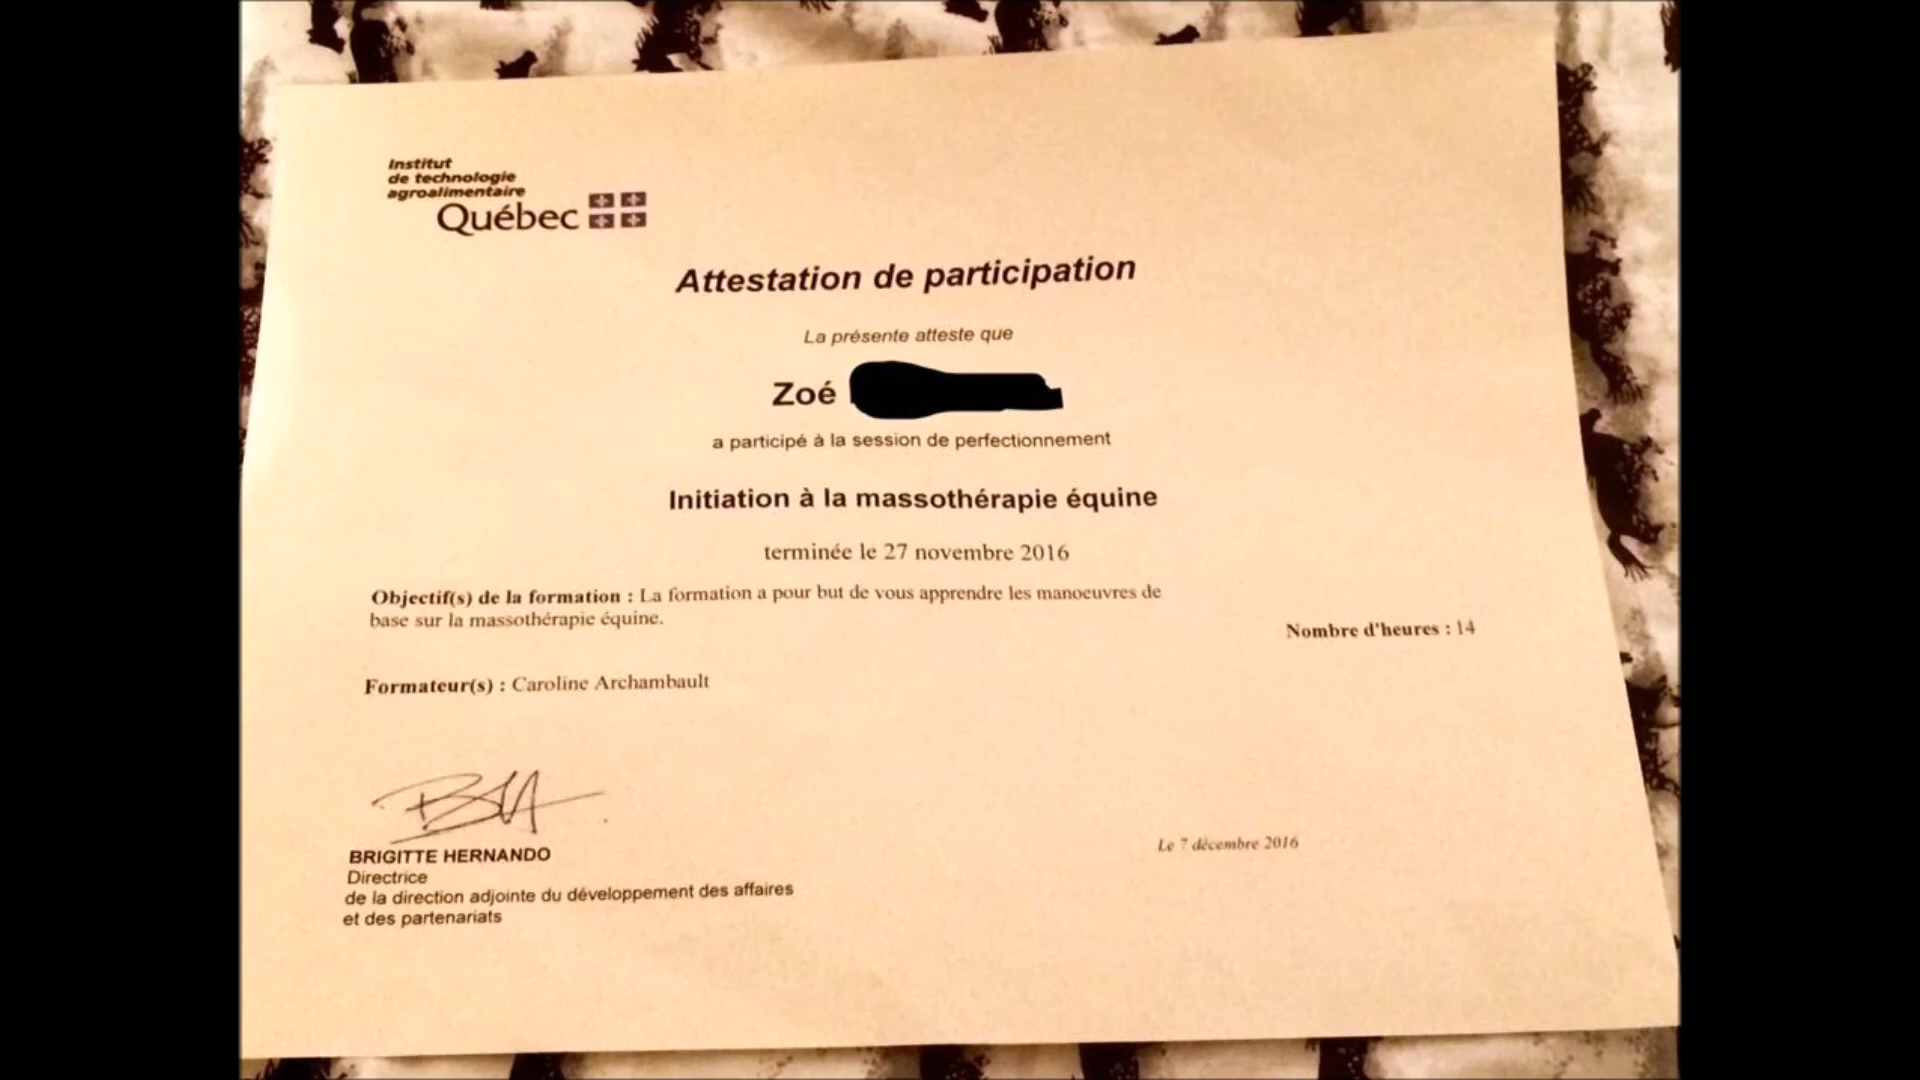 Institut
de technologie
agroalimentaire
Québec
Attestation de participation
La présente atteste que
Zoé
a participé à la session de perfectionnement
Initiation à la massothérapie équine
terminée le 27 novembre 2016
Objectif(s) de la formation : La formation a pour but de vous apprendre les manoeuvres de
base sur la massothérapie équine.
Nombre d'heures : 14
Formateur(s) : Caroline Archambault
BRIGITTE HERNANDO
Directrice
de la direction adjointe du développement des affaires
et des partenariats
Le 7 décembre 2016